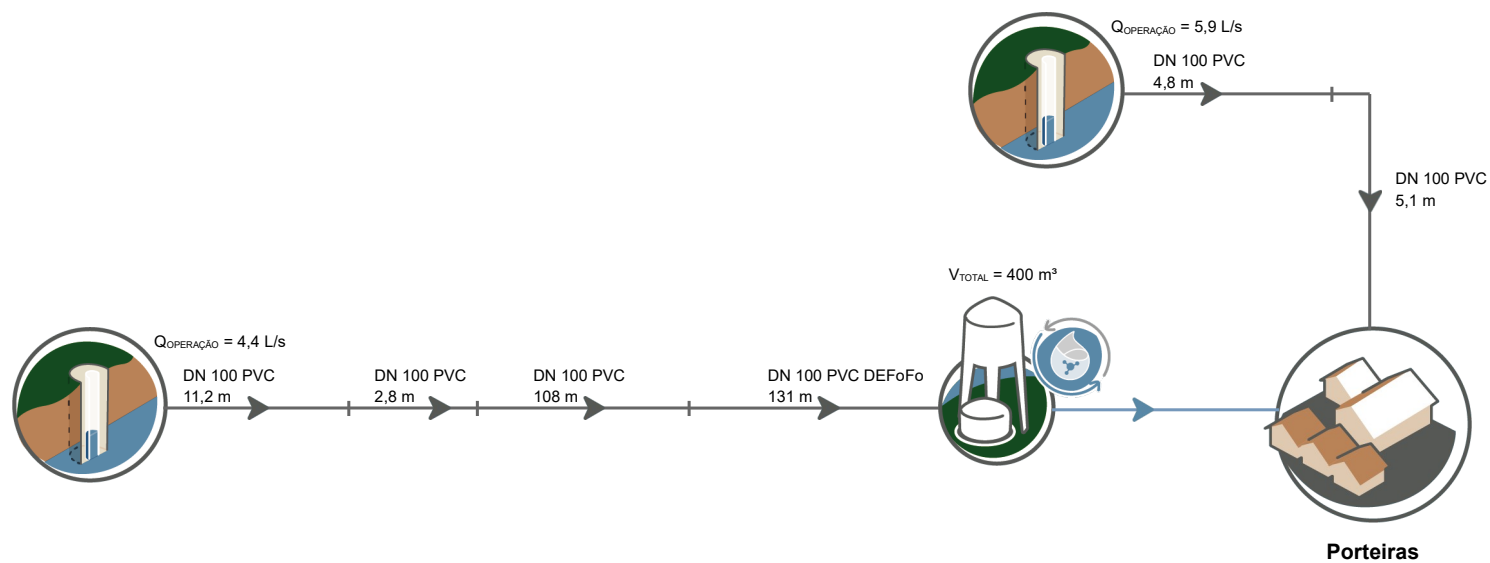 QOPERAÇÃO = 5,9 L/s
DN 100 PVC
4,8 m
DN 100 PVC
5,1 m
VTOTAL = 400 m³
QOPERAÇÃO = 4,4 L/s
DN 100 PVC
11,2 m
DN 100 PVC
2,8 m
DN 100 PVC
108 m
DN 100 PVC DEFoFo
131 m
Porteiras